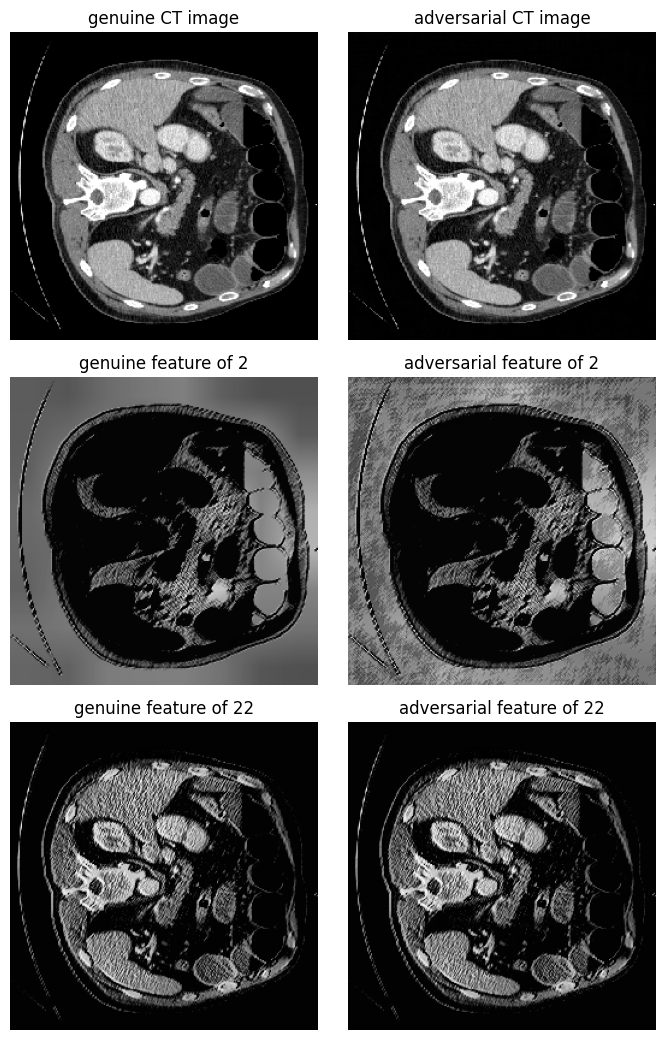 genuine CT image
adversarial CT image
genuine feature of 2
adversarial feature of 2
genuine feature of 22
adversarial feature of 22